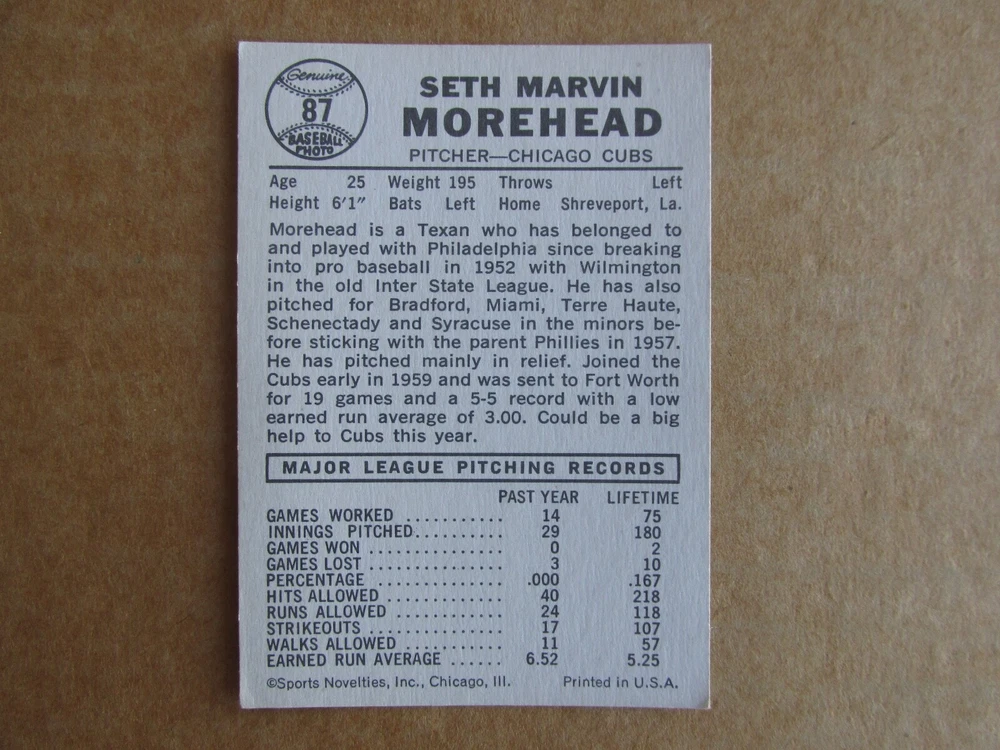 Genuine
87
BASEBALL
PHOTO
SETH MARVIN
MOREHEAD
PITCHER—CHICAGO CUBS
Age 25 Weight 195 Throws Left
Height 6'1" Bats Left Home Shreveport, La.
Morehead is a Texan who has belonged to
and played with Philadelphia since breaking
into pro baseball in 1952 with Wilmington
in the old Inter State League. He has also
pitched for Bradford, Miami, Terre Haute,
Schenectady and Syracuse in the minors be-
fore sticking with the parent Phillies in 1957.
He has pitched mainly in relief. Joined the
Cubs early in 1959 and was sent to Fort Worth
for 19 games and a 5-5 record with a low
earned run average of 3.00. Could be a big
help to Cubs this year.
MAJOR LEAGUE PITCHING RECORDS
PAST YEAR LIFETIME
GAMES WORKED ........... 14 75
INNINGS PITCHED.......... 29 180
GAMES WON ............... 0 2
GAMES LOST ............... 3 10
PERCENTAGE .............. .000 .167
HITS ALLOWED ............. 40 218
RUNS ALLOWED ............ 24 118
STRIKEOUTS ............... 17 107
WALKS ALLOWED ........... 11 57
EARNED RUN AVERAGE ...... 6.52 5.25
©Sports Novelties, Inc., Chicago, Ill. Printed in U.S.A.